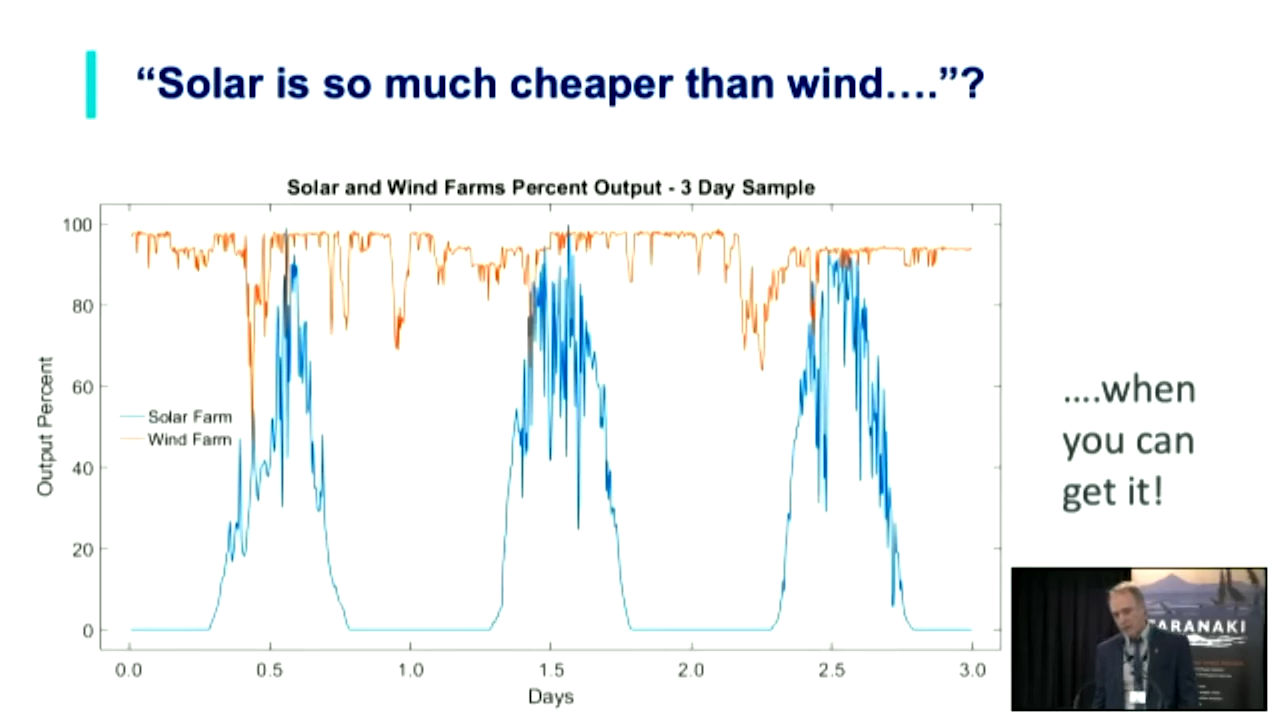 “Solar is so much cheaper than wind….”?
Solar and Wind Farms Percent Output - 3 Day Sample
100
80
60
40
20
0
Output Percent
Solar Farm
Wind Farm
0.0
0.5
1.0
1.5
2.0
2.5
3.0
Days
….when
you can
get it!
TARANAKI